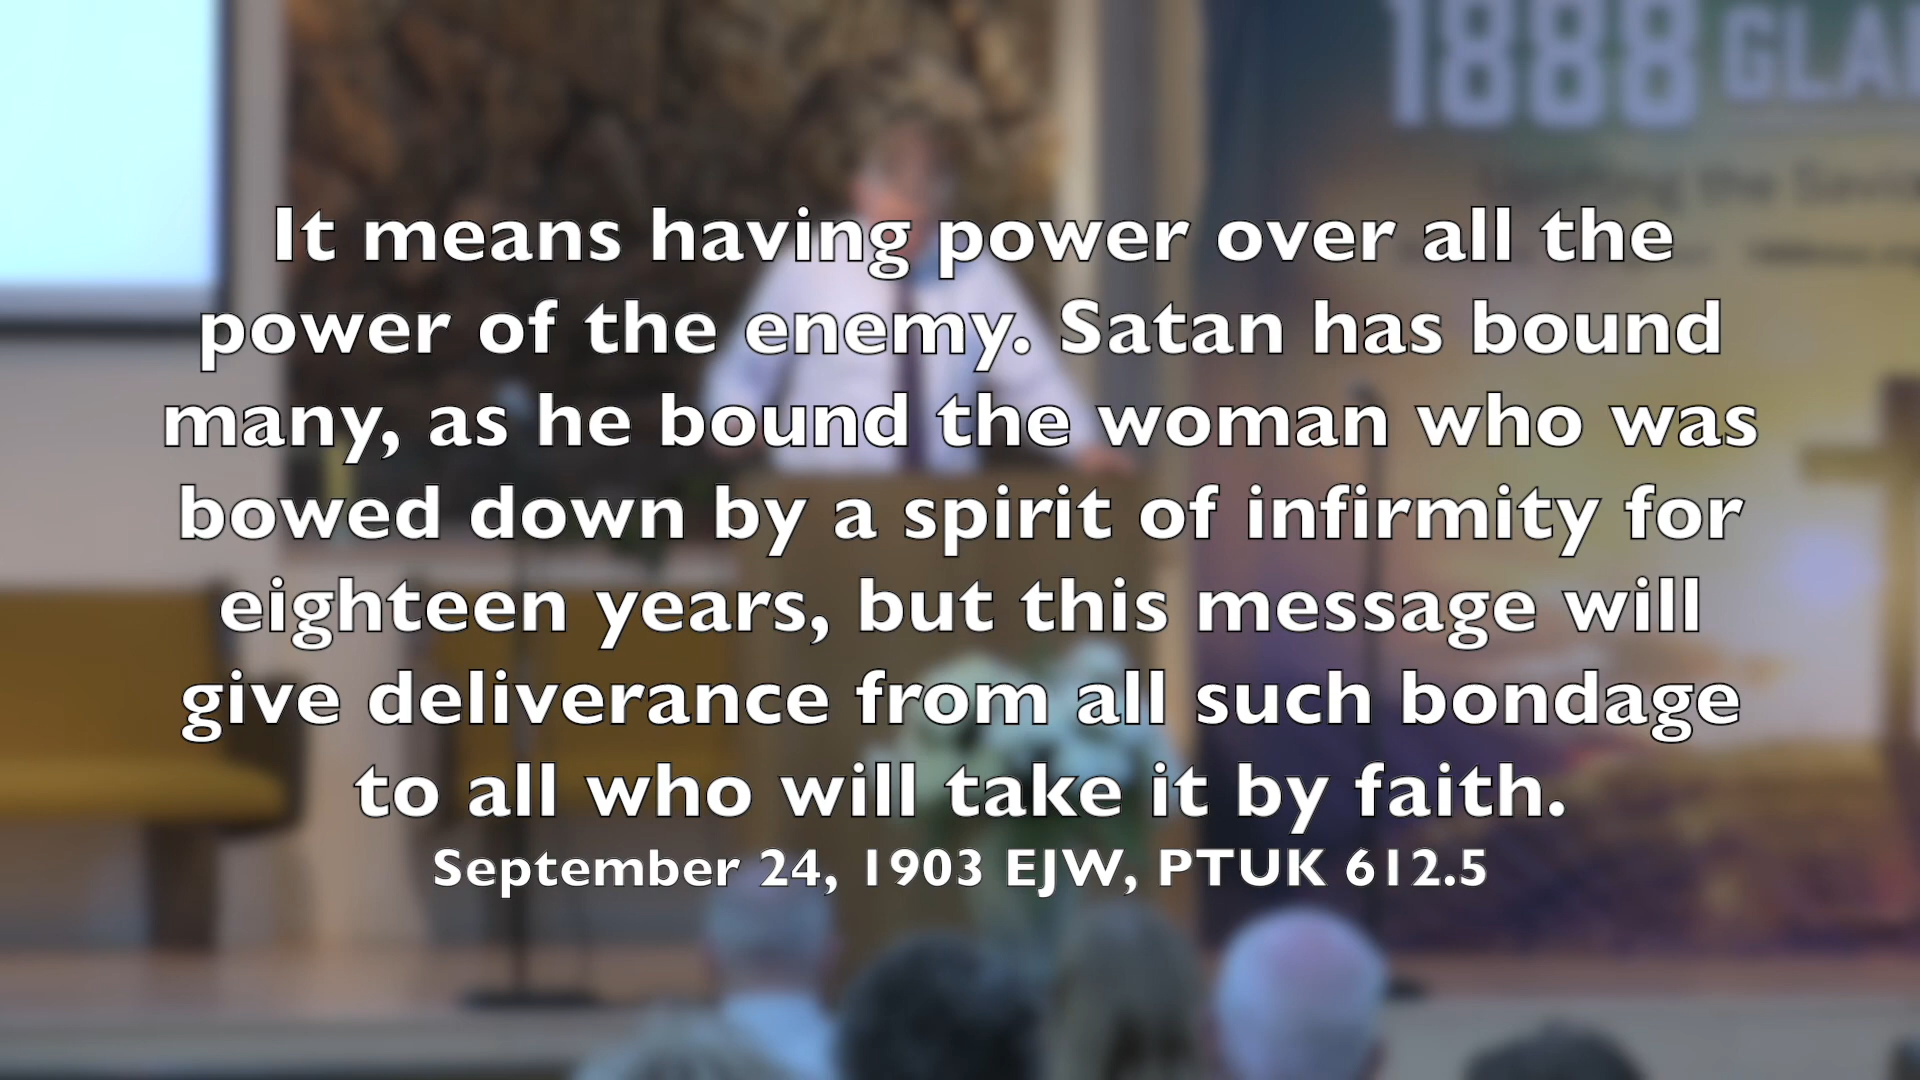 1888 GLAD
It means having power over all the
power of the enemy. Satan has bound
many, as he bound the woman who was
bowed down by a spirit of infirmity for
eighteen years, but this message will
give deliverance from all such bondage
to all who will take it by faith.
September 24, 1903 EJW, PTUK 612.5